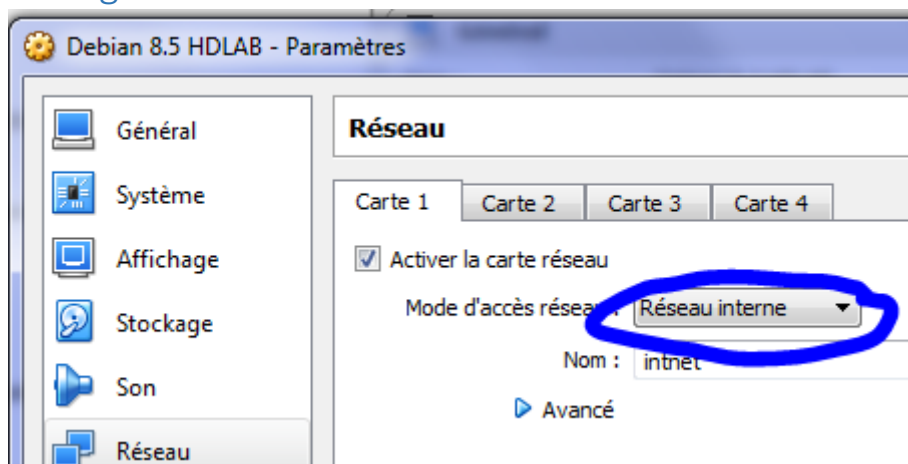 Debian 8.5 HDLAB - Paramètres
Général
Système
Affichage
Stockage
Son
Réseau
Réseau
Carte 1 Carte 2 Carte 3 Carte 4
Activer la carte réseau
Mode d'accès réseau : Réseau interne
Nom : intnet
Avancé